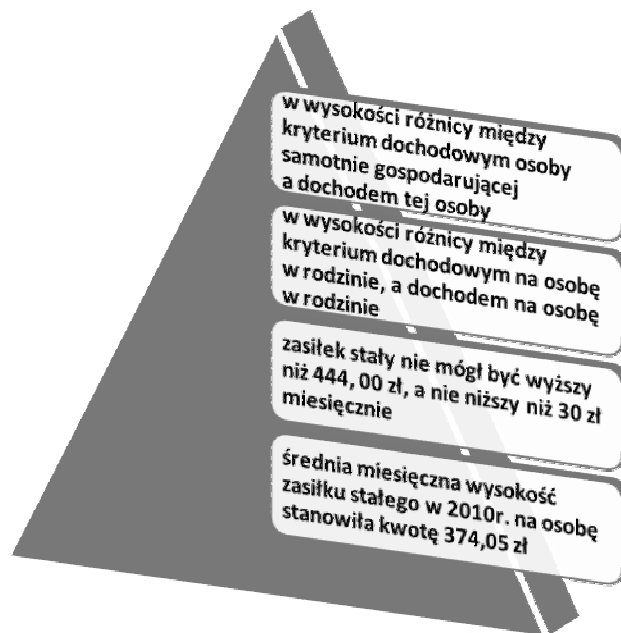 w wysokości różnicy między
kryterium dochodowym osoby
samotnie gospodarującej
a dochodem tej osoby
w wysokości różnicy między
kryterium dochodowym na osobę
w rodzinie, a dochodem na osobę
w rodzinie
zasiłek stały nie mógł być wyższy
niż 444, 00 zł, a nie niższy niż 30 zł
miesięcznie
średnia miesięczna wysokość
zasiłku stałego w 2010r. na osobę
stanowiła kwotę 374,05 zł